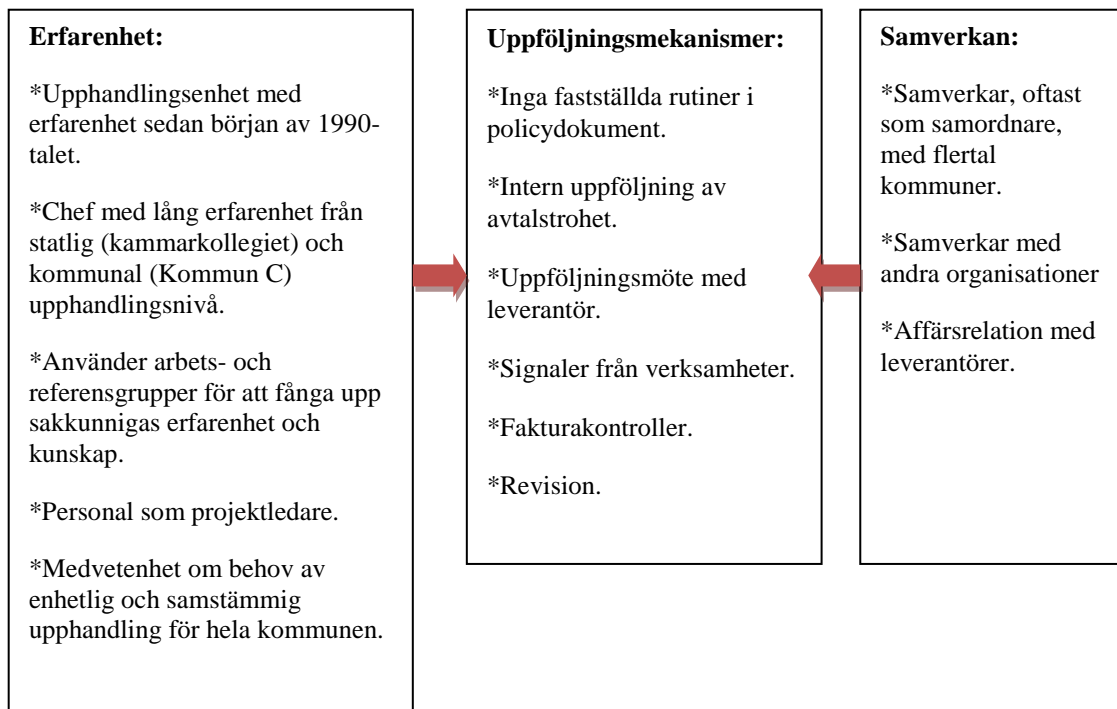 Erfarenhet:
*Upphandlingsenhet med
erfarenhet sedan början av 1990-
talet.
*Chef med lång erfarenhet från
statlig (kammarkollegiet) och
kommunal (Kommun C)
upphandlingsnivå.
*Använder arbets- och
referensgrupper för att fånga upp
sakkunnigas erfarenhet och
kunskap.
*Personal som projektledare.
*Medvetenhet om behov av
enhetlig och samstämmig
upphandling för hela kommunen.
Uppföljningsmekanismer:
*Inga fastställda rutiner i
policydokument.
*Intern uppföljning av
avtalstrohet.
*Uppföljningsmöte med
leverantör.
*Signaler från verksamheter.
*Fakturakontroller.
*Revision.
Samverkan:
*Samverkar, oftast
som samordnare,
med flertal
kommuner.
*Samverkar med
andra organisationer
*Affärsrelation med
leverantörer.